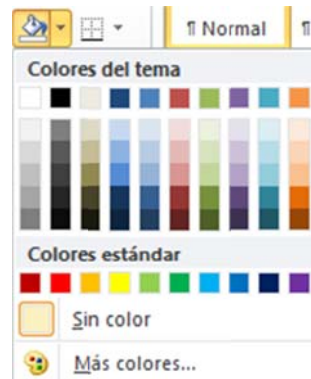 ¶ Normal ¶
Colores del tema
Colores estándar
Sin color
Más colores...